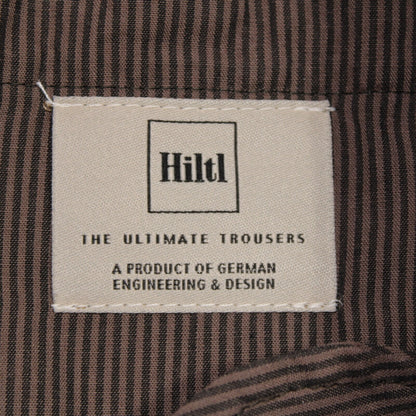 Hiltl
THE ULTIMATE TROUSERS
A PRODUCT OF GERMAN
ENGINEERING & DESIGN